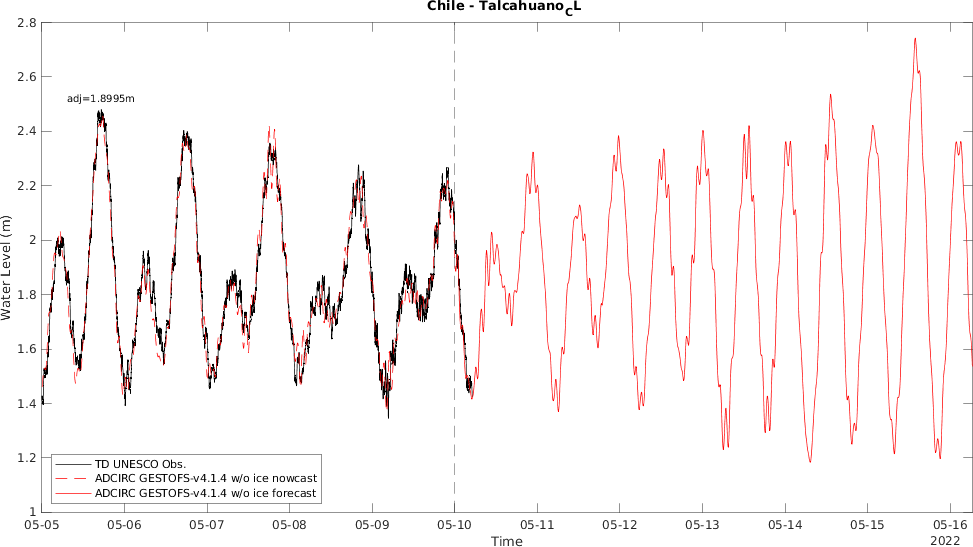 Chile - Talcahuano_CL
2.8
2.6
2.4
2.2
2
1.8
1.6
1.4
1.2
1
Water Level (m)
adj=1.8995m
TD UNESCO Obs.
ADCIRC GESTOFS-v4.1.4 w/o ice nowcast
ADCIRC GESTOFS-v4.1.4 w/o ice forecast
05-05 05-06 05-07 05-08 05-09 05-10 05-11 05-12 05-13 05-14 05-15 05-16
Time
2022